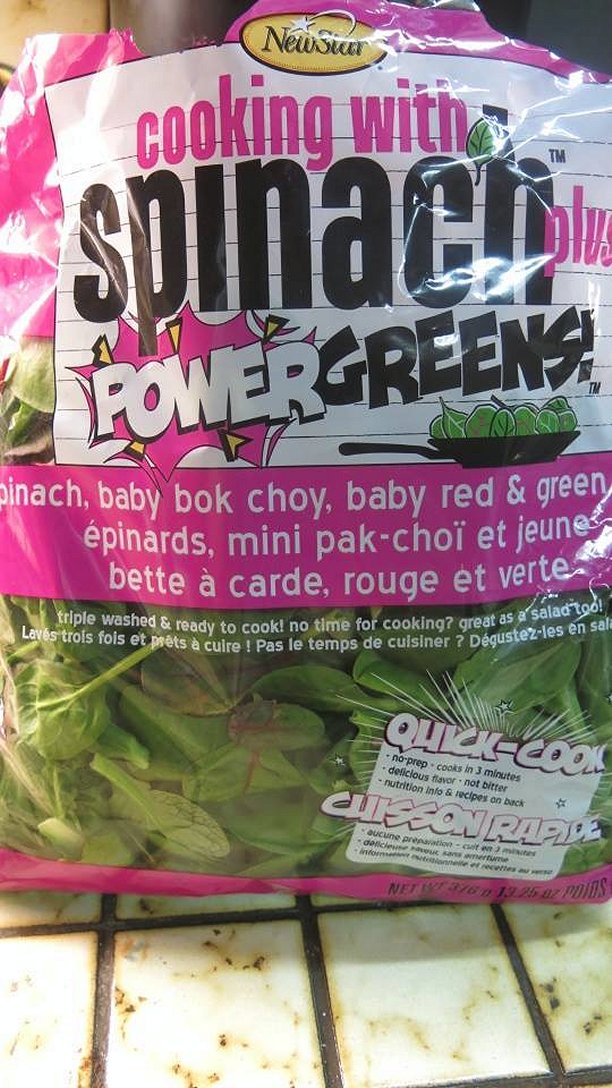 NewStar
cooking with
spinach™ plus
POWERGREENS!™
pinach, baby bok choy, baby red & green
épinards, mini pak-choï et jeune
bette à carde, rouge et verte
triple washed & ready to cook! no time for cooking? great as a salad too!
Lavés trois fois et prêts à cuire ! Pas le temps de cuisiner ? Dégustez-les en sala
QUICK-COOK
- no-prep - cooks in 3 minutes
- delicious flavor - not bitter
- nutrition info & recipes on back
CUISSON RAPIDE
- aucune préparation - cuit en 3 minutes
- délicieuse saveur, sans amertume
- information nutritionnelle et recettes au verso
NET WT 376 g 13.25 oz POIDS